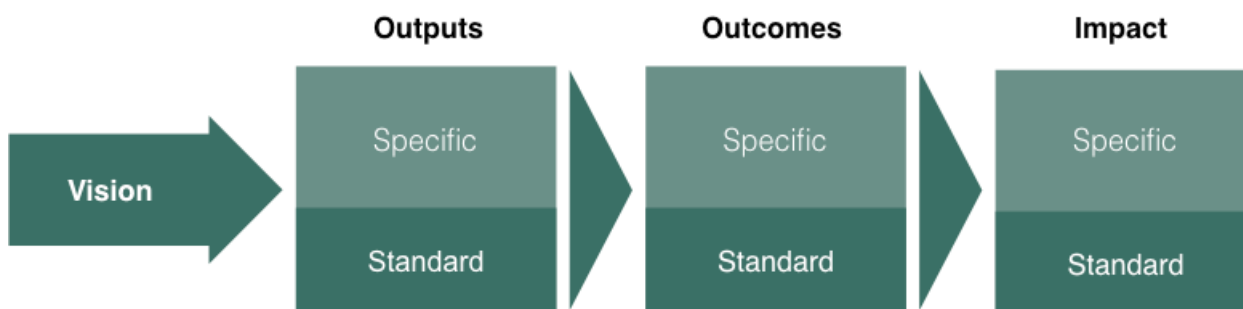 Outputs
Outcomes
Impact
Vision
Specific
Specific
Specific
Standard
Standard
Standard